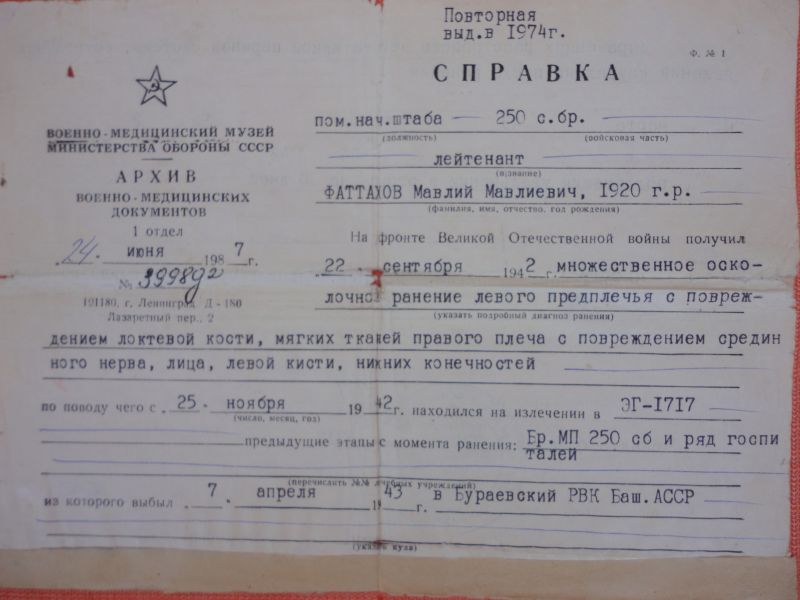 Повторная
выд.в 1974г.
Ф. № 1
СПРАВКА
ВОЕННО-МЕДИЦИНСКИЙ МУЗЕЙ
МИНИСТЕРСТВА ОБОРОНЫ СССР
АРХИВ
ВОЕННО-МЕДИЦИНСКИХ
ДОКУМЕНТОВ
1 отдел
24. июня 1987 г.
№ 399892
191180, г. Ленинград Д-180
Лазаретный пер., 2
пом.нач.штаба — 250 с.бр.
(должность) (войсковая часть)
лейтенант
(звание)
ФАТТАХОВ Мавлий Мавлиевич, 1920 г.р.
(фамилия, имя, отчество, год рождения)
На фронте Великой Отечественной войны получил
22 сентября 1942 г. множественное оско-
лочное ранение левого предплечья с повреж-
(указать подробный диагноз ранения)
дением локтевой кости, мягких тканей правого плеча с повреждением средин
ного нерва, лица, левой кисти, нижних конечностей
по поводу чего с 25. ноября 1942 г. находился на излечении в ЭГ-1717
(число, месяц, год)
предыдущие этапы с момента ранения: Бр.МП 250 сб и ряд госпи
талей
(перечислить №№ лечебных учреждений)
из которого выбыл 7. апреля 1943 г. в Бураевский РВК Баш.АССР
(указать куда)